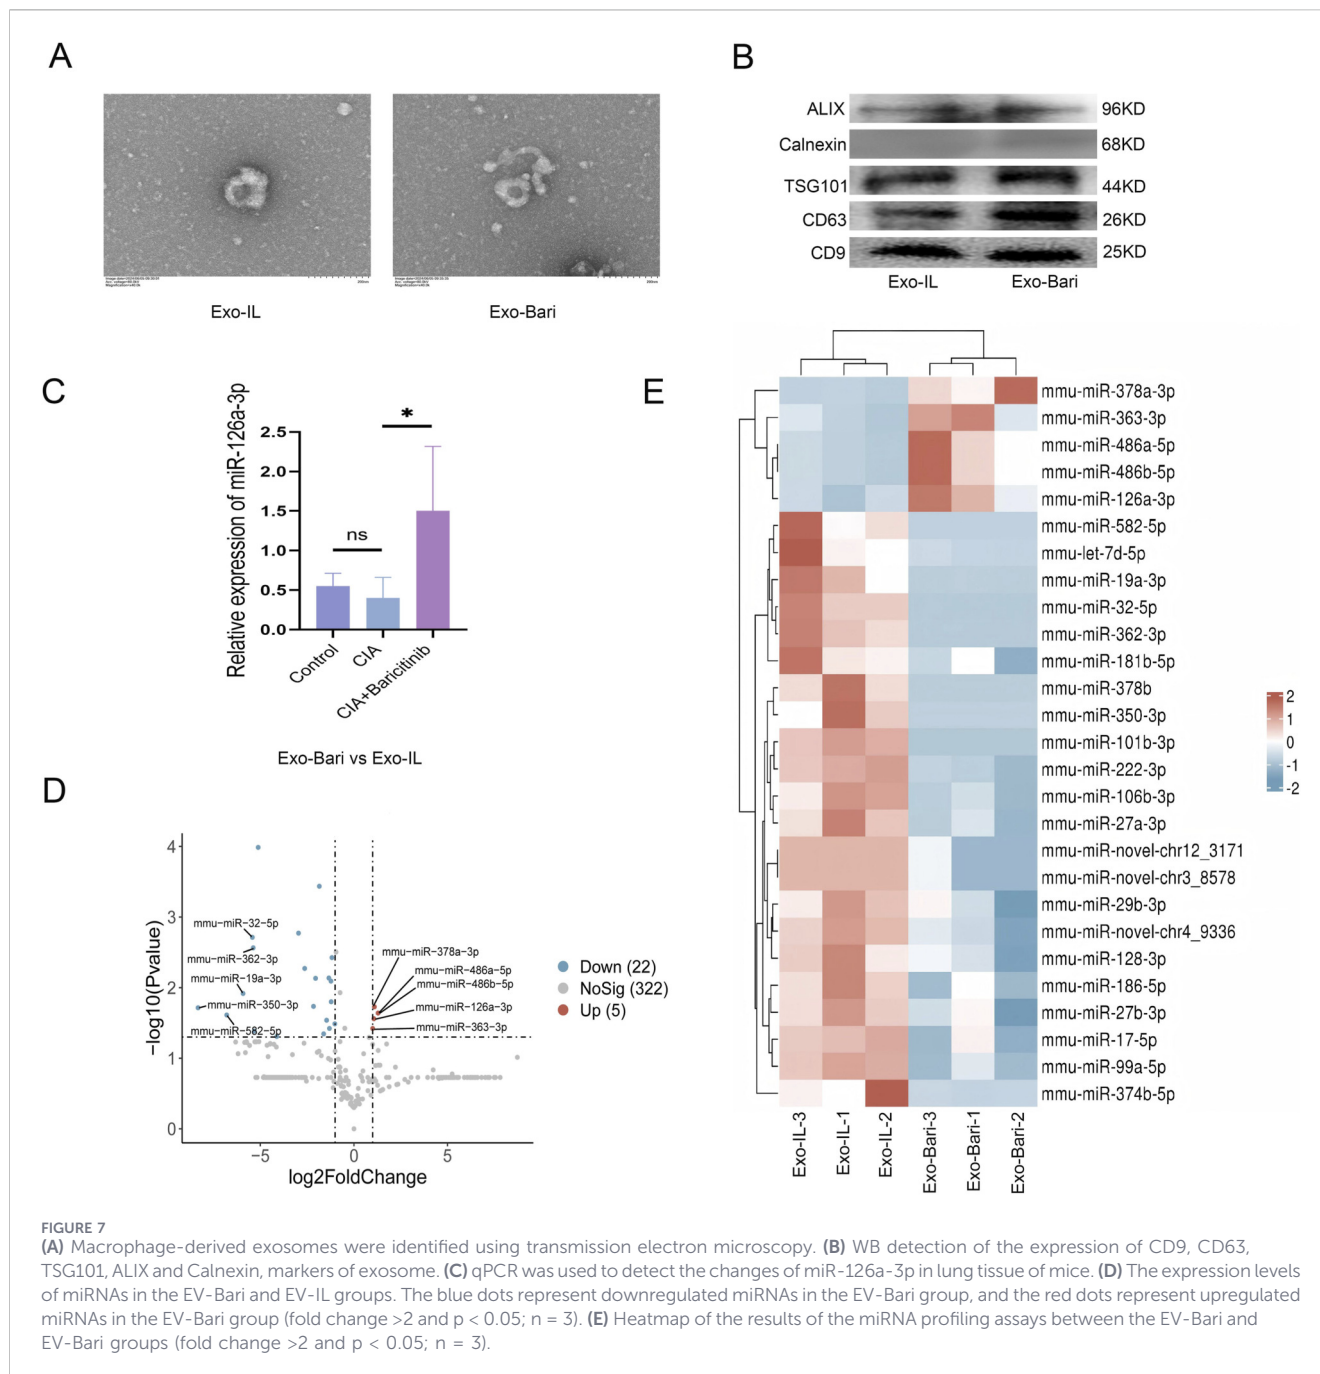 A
Exo-IL
Exo-Bari
200nm
200nm
B
ALIX
96KD
Calnexin
68KD
TSG101
44KD
CD63
26KD
CD9
25KD
Exo-IL
Exo-Bari
C
Relative expression of miR-126a-3p
2.5
2.0
1.5
1.0
0.5
0.0
ns
*
Control
CIA
CIA+Baricitinib
D
Exo-Bari vs Exo-IL
−log10(Pvalue)
4
3
2
1
0
−5
0
5
log2FoldChange
mmu−miR−32−5p
mmu−miR−362−3p
mmu−miR−19a−3p
mmu−miR−350−3p
mmu−miR−582−5p
mmu−miR−378a−3p
mmu−miR−486a−5p
mmu−miR−486b−5p
mmu−miR−126a−3p
mmu−miR−363−3p
Down (22)
NoSig (322)
Up (5)
E
mmu-miR-378a-3p
mmu-miR-363-3p
mmu-miR-486a-5p
mmu-miR-486b-5p
mmu-miR-126a-3p
mmu-miR-582-5p
mmu-let-7d-5p
mmu-miR-19a-3p
mmu-miR-32-5p
mmu-miR-362-3p
mmu-miR-181b-5p
mmu-miR-378b
mmu-miR-350-3p
mmu-miR-101b-3p
mmu-miR-222-3p
mmu-miR-106b-3p
mmu-miR-27a-3p
mmu-miR-novel-chr12_3171
mmu-miR-novel-chr3_8578
mmu-miR-29b-3p
mmu-miR-novel-chr4_9336
mmu-miR-128-3p
mmu-miR-186-5p
mmu-miR-27b-3p
mmu-miR-17-5p
mmu-miR-99a-5p
mmu-miR-374b-5p
Exo-IL-3
Exo-IL-1
Exo-IL-2
Exo-Bari-3
Exo-Bari-1
Exo-Bari-2
2
1
0
-1
-2
FIGURE 7
(A) Macrophage-derived exosomes were identified using transmission electron microscopy. (B) WB detection of the expression of CD9, CD63,
TSG101, ALIX and Calnexin, markers of exosome. (C) qPCR was used to detect the changes of miR-126a-3p in lung tissue of mice. (D) The expression levels
of miRNAs in the EV-Bari and EV-IL groups. The blue dots represent downregulated miRNAs in the EV-Bari group, and the red dots represent upregulated
miRNAs in the EV-Bari group (fold change >2 and p < 0.05; n = 3). (E) Heatmap of the results of the miRNA profiling assays between the EV-Bari and
EV-Bari groups (fold change >2 and p < 0.05; n = 3).